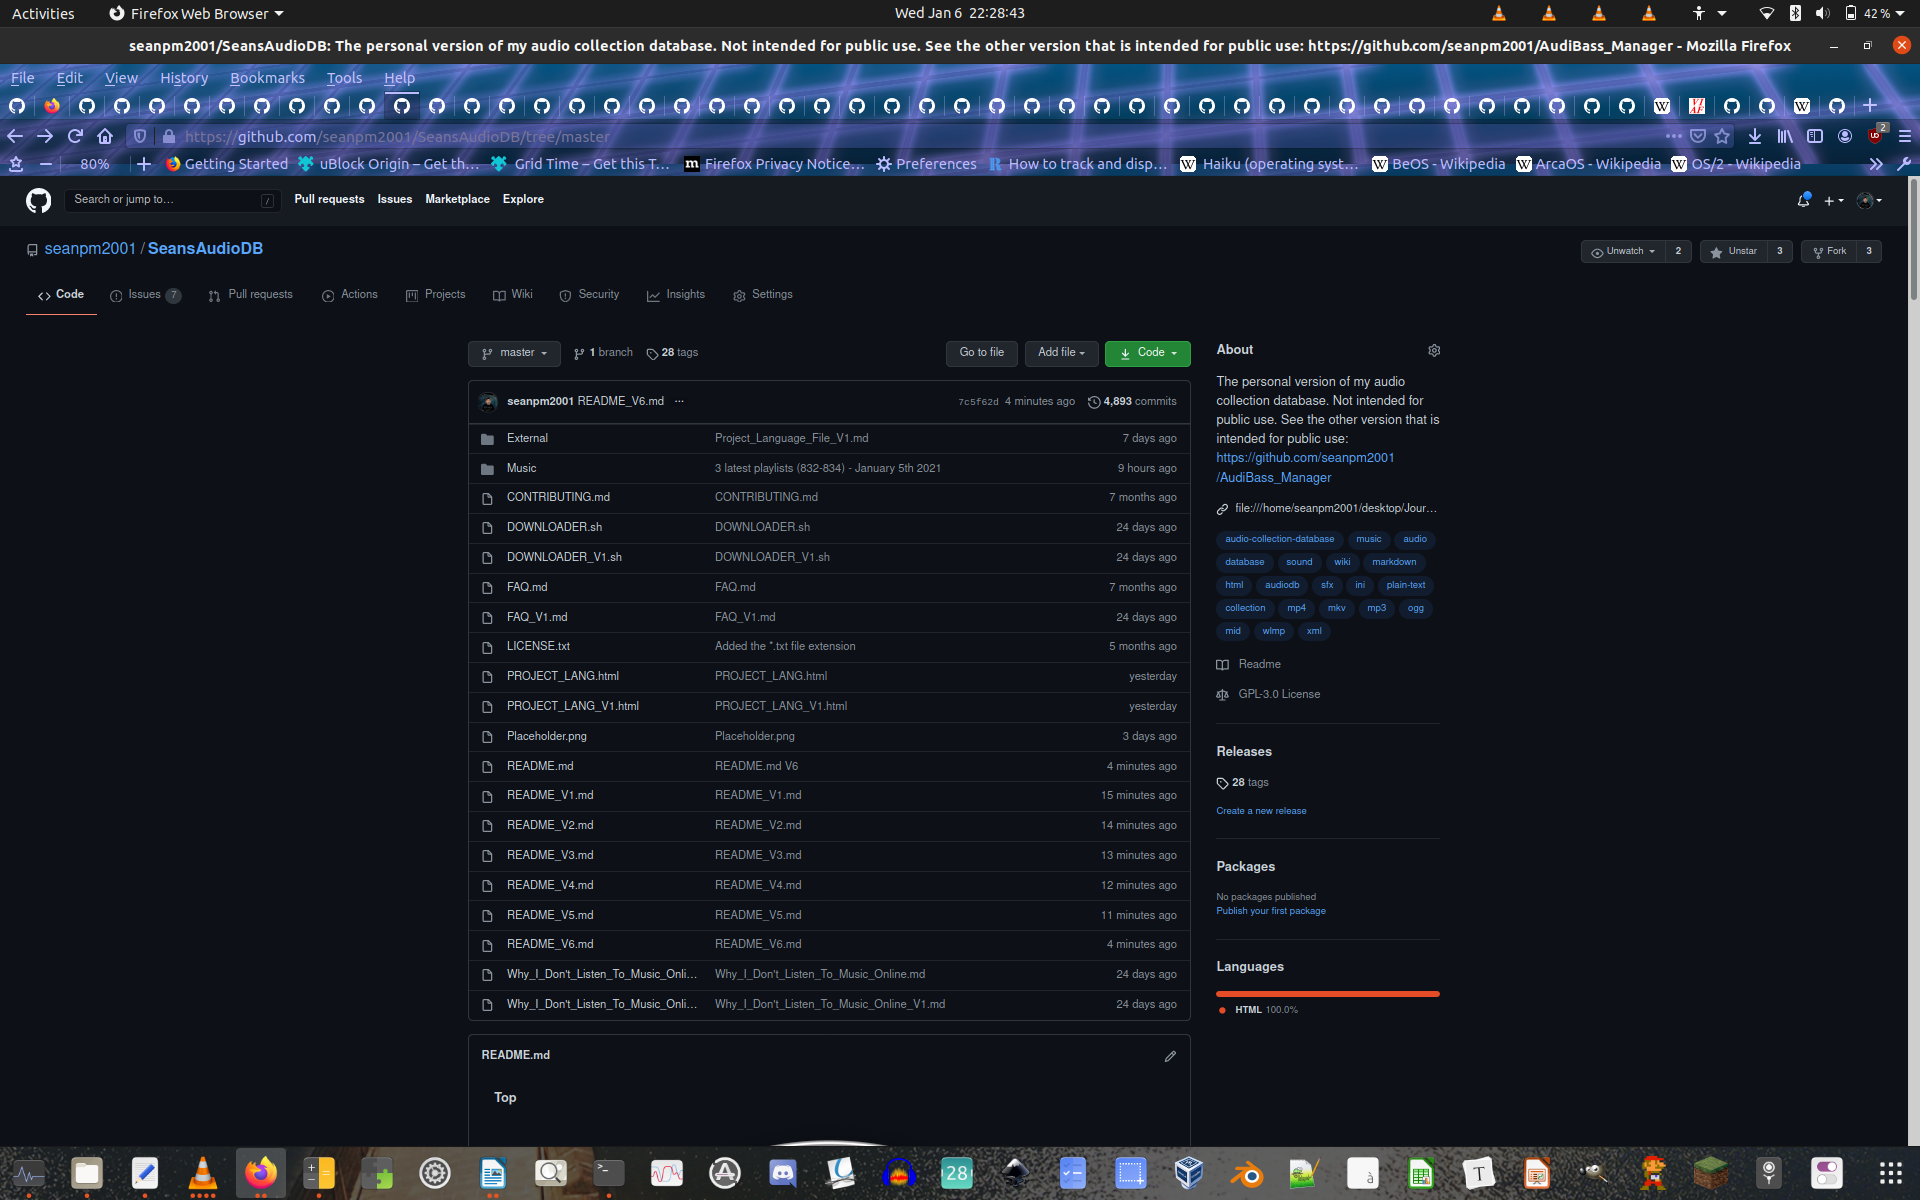 Activities Firefox Web Browser Wed Jan 6 22:28:43 42 %
seanpm2001/SeansAudioDB: The personal version of my audio collection database. Not intended for public use. See the other version that is intended for public use: https://github.com/seanpm2001/AudiBass_Manager - Mozilla Firefox
File Edit View History Bookmarks Tools Help
https://github.com/seanpm2001/SeansAudioDB/tree/master 2
80% Getting Started uBlock Origin – Get th… Grid Time – Get this T… Firefox Privacy Notice… Preferences How to track and disp… Haiku (operating syst… BeOS - Wikipedia ArcaOS - Wikipedia OS/2 - Wikipedia
Search or jump to… / Pull requests Issues Marketplace Explore
seanpm2001 / SeansAudioDB Unwatch 2 Unstar 3 Fork 3
Code Issues 7 Pull requests Actions Projects Wiki Security Insights Settings
master 1 branch 28 tags Go to file Add file Code
seanpm2001 README_V6.md ... 7c5f62d 4 minutes ago 4,893 commits
External Project_Language_File_V1.md 7 days ago
Music 3 latest playlists (832-834) - January 5th 2021 9 hours ago
CONTRIBUTING.md CONTRIBUTING.md 7 months ago
DOWNLOADER.sh DOWNLOADER.sh 24 days ago
DOWNLOADER_V1.sh DOWNLOADER_V1.sh 24 days ago
FAQ.md FAQ.md 7 months ago
FAQ_V1.md FAQ_V1.md 24 days ago
LICENSE.txt Added the *.txt file extension 5 months ago
PROJECT_LANG.html PROJECT_LANG.html yesterday
PROJECT_LANG_V1.html PROJECT_LANG_V1.html yesterday
Placeholder.png Placeholder.png 3 days ago
README.md README.md V6 4 minutes ago
README_V1.md README_V1.md 15 minutes ago
README_V2.md README_V2.md 14 minutes ago
README_V3.md README_V3.md 13 minutes ago
README_V4.md README_V4.md 12 minutes ago
README_V5.md README_V5.md 11 minutes ago
README_V6.md README_V6.md 4 minutes ago
Why_I_Don't_Listen_To_Music_Onli… Why_I_Don't_Listen_To_Music_Online.md 24 days ago
Why_I_Don't_Listen_To_Music_Onli… Why_I_Don't_Listen_To_Music_Online_V1.md 24 days ago
README.md
Top
About
The personal version of my audio
collection database. Not intended for
public use. See the other version that is
intended for public use:
https://github.com/seanpm2001
/AudiBass_Manager
file:///home/seanpm2001/desktop/Jour…
audio-collection-database music audio
database sound wiki markdown
html audiodb sfx ini plain-text
collection mp4 mkv mp3 ogg
mid wlmp xml
Readme
GPL-3.0 License
Releases
28 tags
Create a new release
Packages
No packages published
Publish your first package
Languages
HTML 100.0%
28